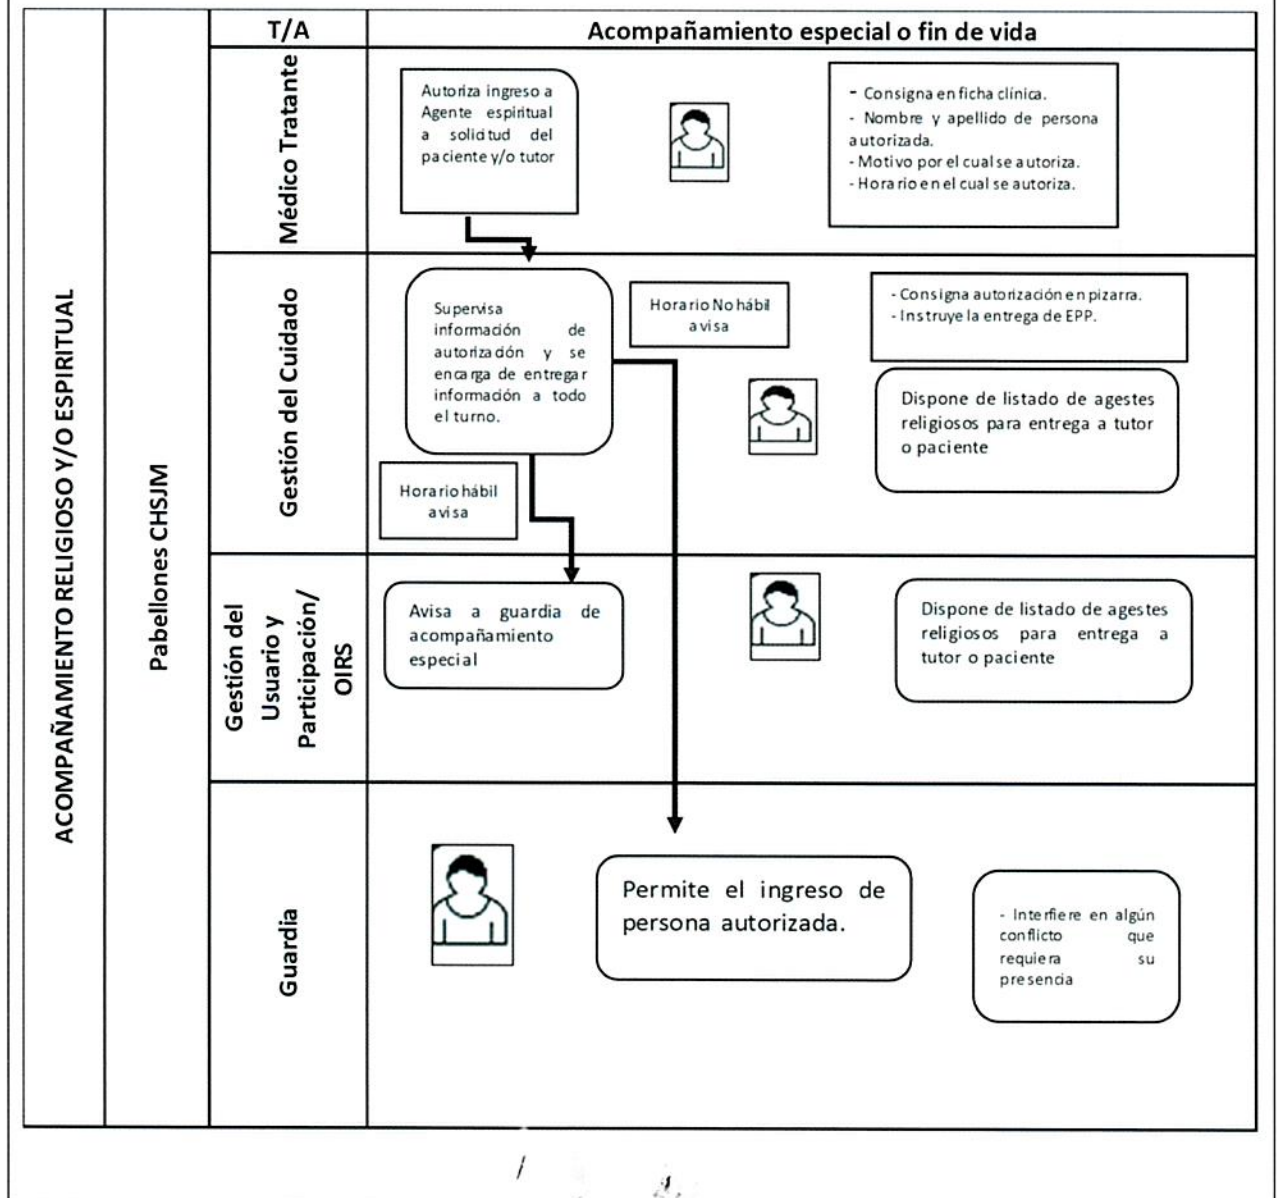 T/A
Acompañamiento especial o fin de vida
ACOMPAÑAMIENTO RELIGIOSO Y/O ESPIRITUAL
Pabellones CHSJM
Médico Tratante
Autoriza ingreso a
Agente espiritual
a solicitud del
paciente y/o tutor
- Consigna en ficha clínica.
- Nombre y apellido de persona
autorizada.
- Motivo por el cual se autoriza.
- Horario en el cual se autoriza.
Gestión del Cuidado
Supervisa
información de
autorización y se
encarga de entregar
información a todo
el turno.
Horario No hábil
avisa
- Consigna autorización en pizarra.
- Instruye la entrega de EPP.
Dispone de listado de agestes
religiosos para entrega a tutor
o paciente
Horario hábil
avisa
Gestión del
Usuario y
Participación/
OIRS
Avisa a guardia de
acompañamiento
especial
Dispone de listado de agestes
religiosos para entrega a
tutor o paciente
Guardia
Permite el ingreso de
persona autorizada.
- Interfiere en algún
conflicto que
requiera su
presencia